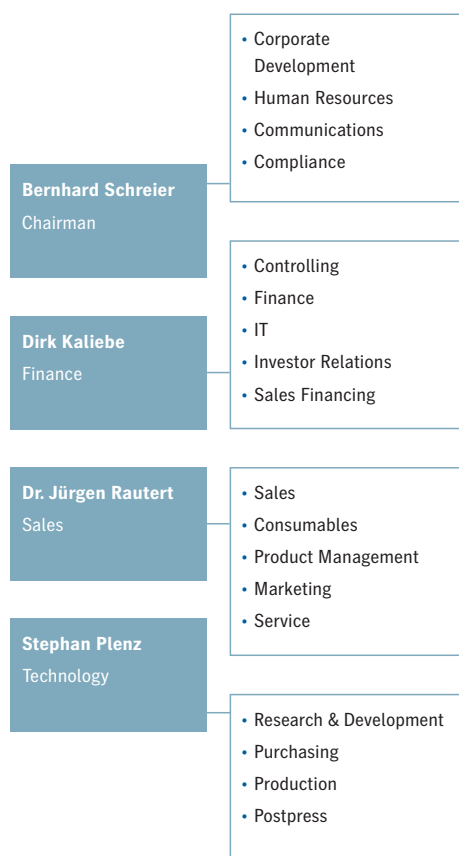 Bernhard Schreier
Chairman
• Corporate
Development
• Human Resources
• Communications
• Compliance
Dirk Kaliebe
Finance
• Controlling
• Finance
• IT
• Investor Relations
• Sales Financing
Dr. Jürgen Rautert
Sales
• Sales
• Consumables
• Product Management
• Marketing
• Service
Stephan Plenz
Technology
• Research & Development
• Purchasing
• Production
• Postpress